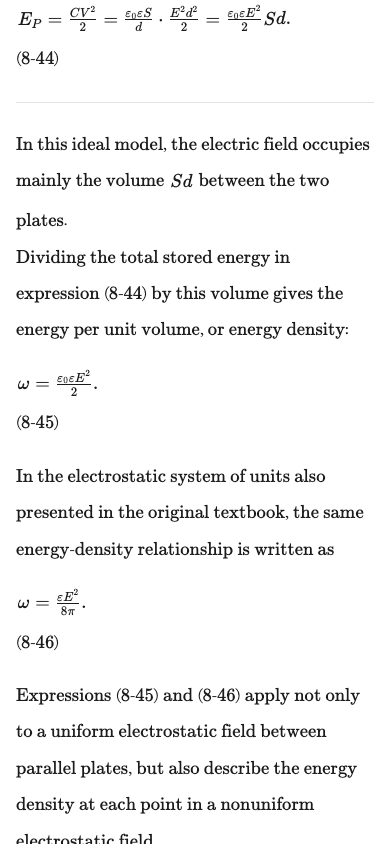 E_P = CV²/2 = ε₀εS/d · E²d²/2 = ε₀εE²/2 Sd.
(8-44)
In this ideal model, the electric field occupies
mainly the volume Sd between the two
plates.
Dividing the total stored energy in
expression (8-44) by this volume gives the
energy per unit volume, or energy density:
ω = ε₀εE²/2.
(8-45)
In the electrostatic system of units also
presented in the original textbook, the same
energy-density relationship is written as
ω = εE²/8π.
(8-46)
Expressions (8-45) and (8-46) apply not only
to a uniform electrostatic field between
parallel plates, but also describe the energy
density at each point in a nonuniform
electrostatic field